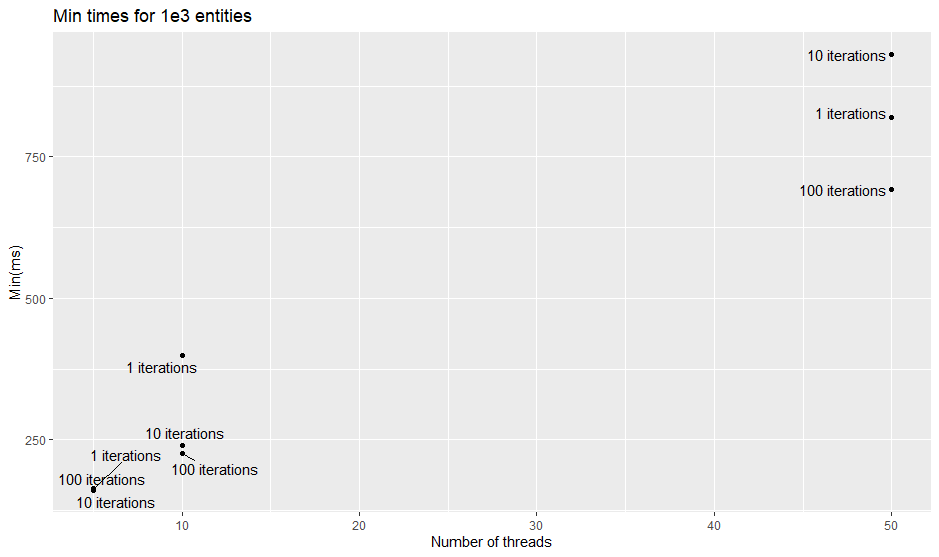 Min times for 1e3 entities
10 iterations
1 iterations
750
100 iterations
Min(ms)
500
1 iterations
10 iterations
250
1 iterations
100 iterations
100 iterations
10 iterations
10
20
30
40
50
Number of threads